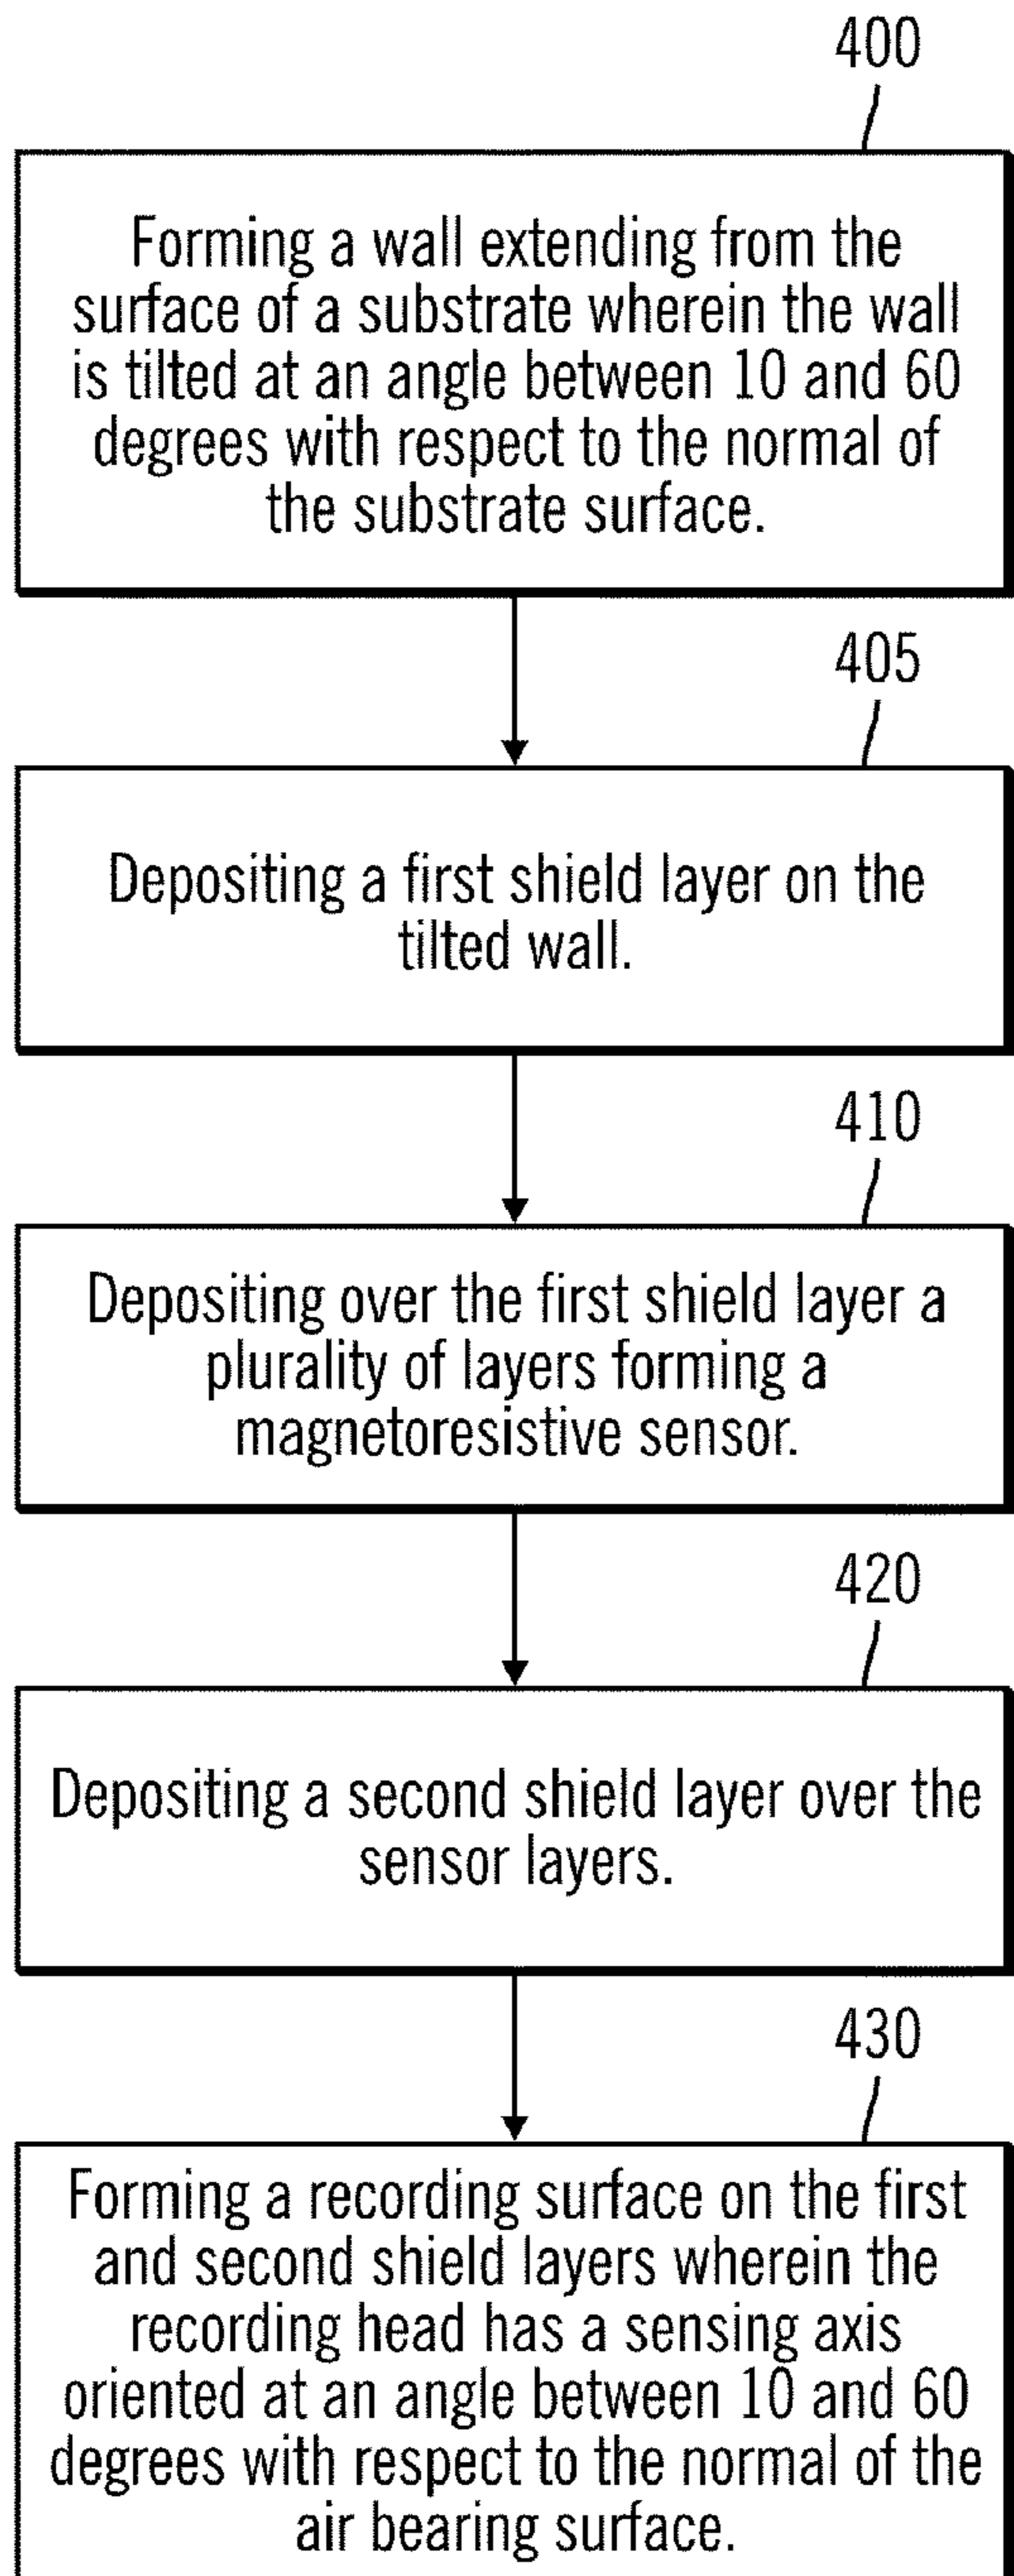 400
Forming a wall extending from the
surface of a substrate wherein the wall
is tilted at an angle between 10 and 60
degrees with respect to the normal of
the substrate surface.
405
Depositing a first shield layer on the
tilted wall.
410
Depositing over the first shield layer a
plurality of layers forming a
magnetoresistive sensor.
420
Depositing a second shield layer over the
sensor layers.
430
Forming a recording surface on the first
and second shield layers wherein the
recording head has a sensing axis
oriented at an angle between 10 and 60
degrees with respect to the normal of the
air bearing surface.